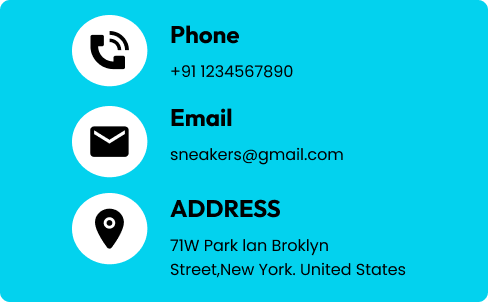 Phone
+91 1234567890
Email
sneakers@gmail.com
ADDRESS
71W Park lan Broklyn
Street,New York. United States